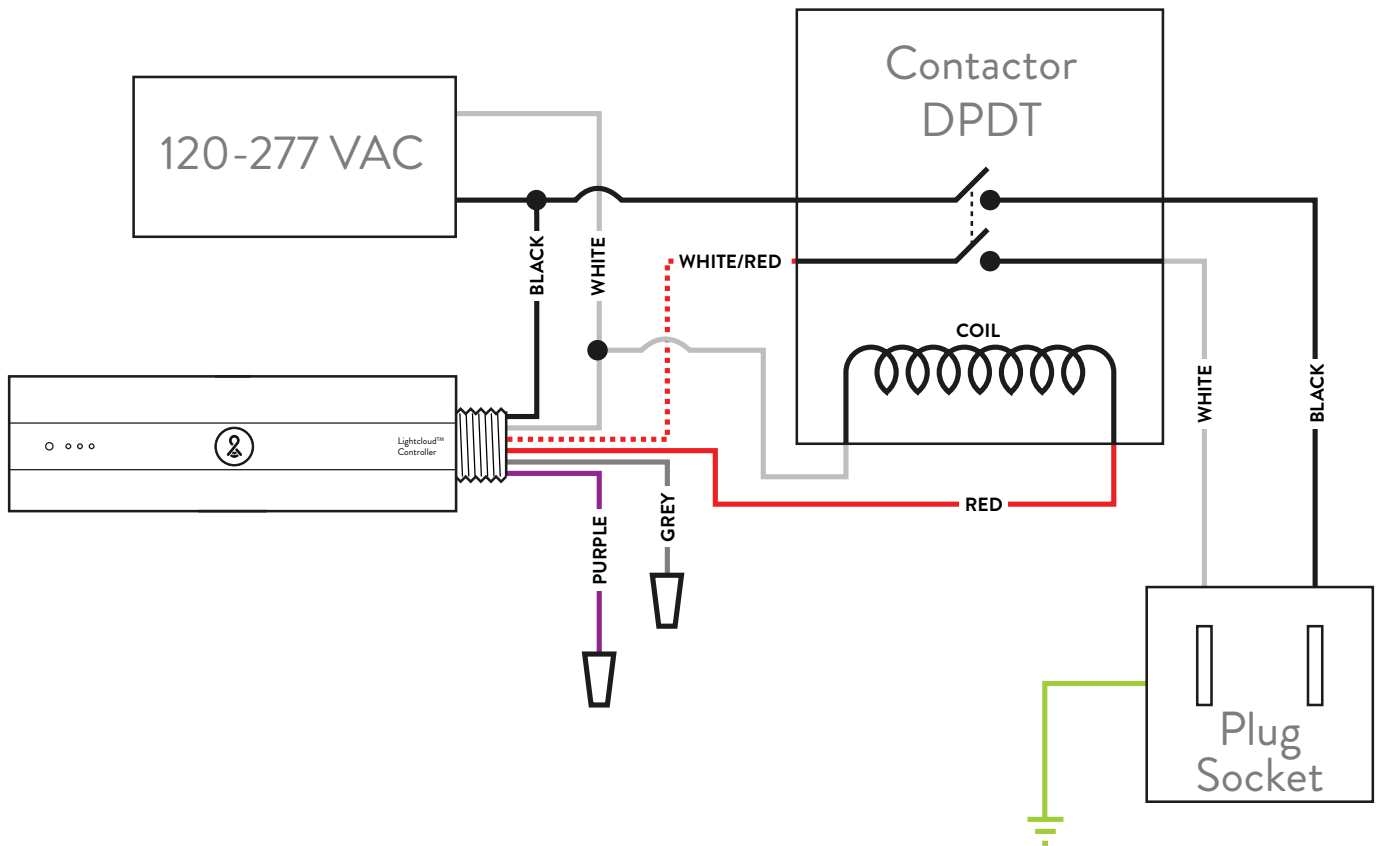 Contactor
DPDT
120-277 VAC
BLACK
WHITE
WHITE/RED
COIL
WHITE
BLACK
Lightcloud™
Controller
RED
GREY
PURPLE
Plug
Socket